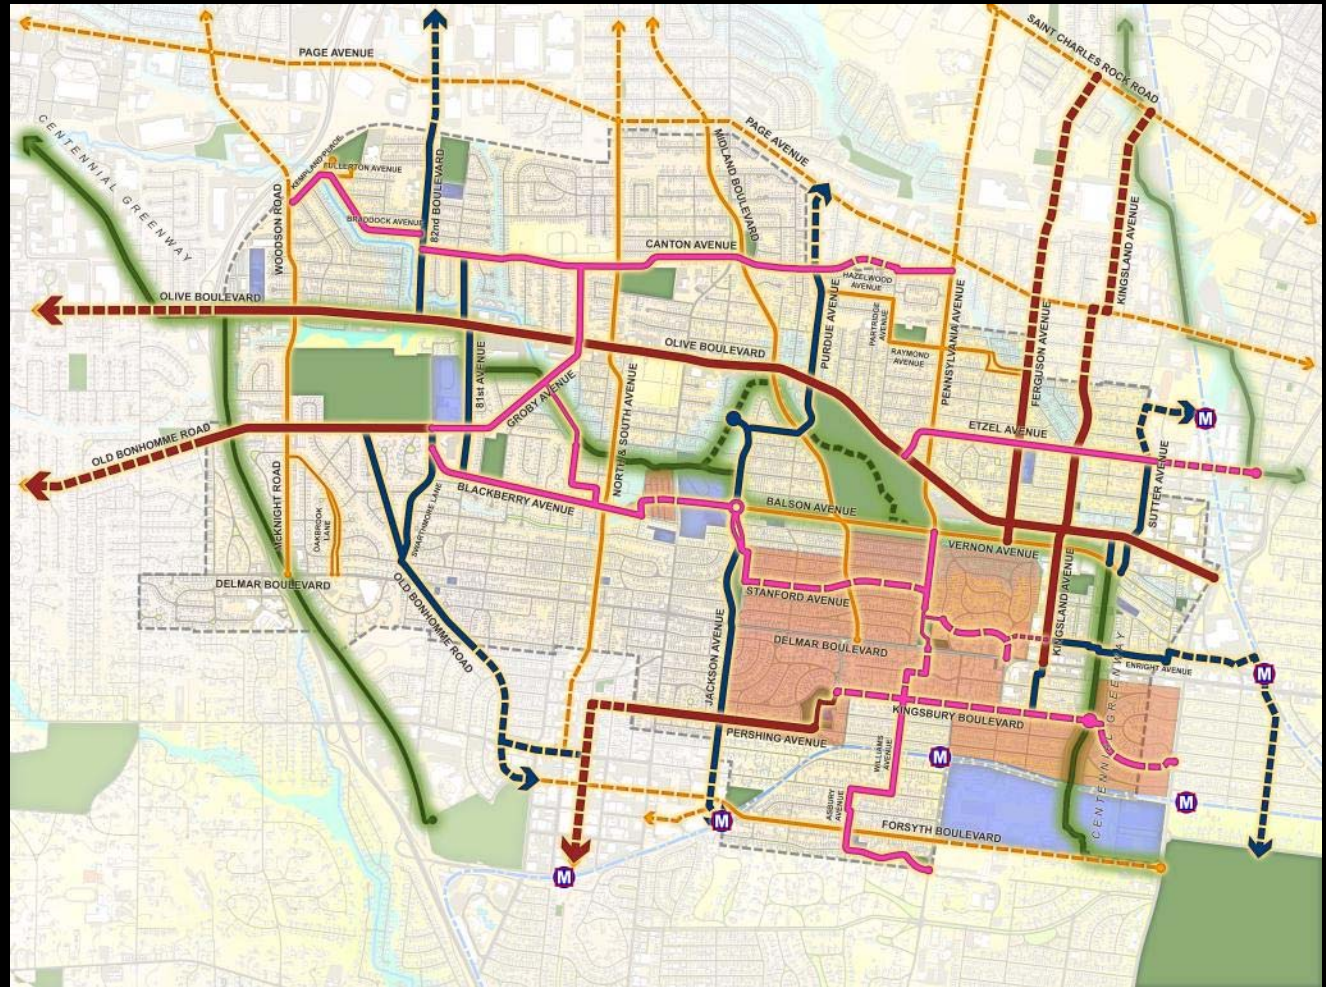 SAINT CHARLES ROCK ROAD
PAGE AVENUE
CENTENNIAL GREENWAY
PAGE AVENUE
MIDLAND BOULEVARD
KEMPLAND PLACE
FULLERTON AVENUE
82nd BOULEVARD
WOODSON ROAD
BRADDOCK AVENUE
CANTON AVENUE
KINGSLAND AVENUE
HAZELWOOD
AVENUE
OLIVE BOULEVARD
PURDUE AVENUE
PARTRIDGE
AVENUE
PENNSYLVANIA AVENUE
FERGUSON AVENUE
OLIVE BOULEVARD
RAYMOND
AVENUE
81st AVENUE
GROBY AVENUE
NORTH & SOUTH AVENUE
OLD BONHOMME ROAD
ETZEL AVENUE
M
SUTTER AVENUE
McKNIGHT ROAD
OAKBROOK
LANE
SWARTHMORE LANE
BLACKBERRY AVENUE
BALSON AVENUE
VERNON AVENUE
DELMAR BOULEVARD
OLD BONHOMME ROAD
STANFORD AVENUE
KINGSLAND AVENUE
DELMAR BOULEVARD
JACKSON AVENUE
ENRIGHT AVENUE
M
CENTENNIAL GREENWAY
KINGSBURY BOULEVARD
PERSHING AVENUE
WILLIAMS
AVENUE
M
ASBURY
AVENUE
M
M
FORSYTH BOULEVARD
M